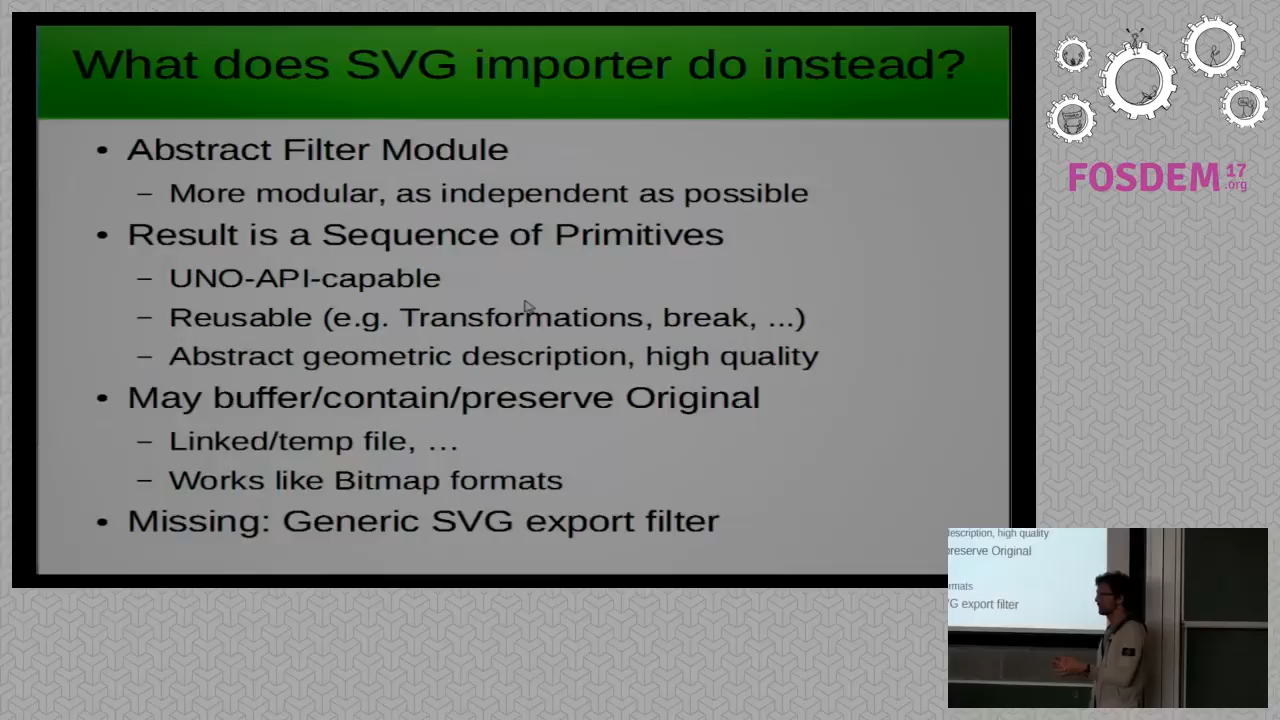 What does SVG importer do instead?
• Abstract Filter Module
– More modular, as independent as possible
• Result is a Sequence of Primitives
– UNO-API-capable
– Reusable (e.g. Transformations, break, ...)
– Abstract geometric description, high quality
• May buffer/contain/preserve Original
– Linked/temp file, …
– Works like Bitmap formats
• Missing: Generic SVG export filter
FOSDEM 17
.org
description, high quality
preserve Original
rmats
VG export filter